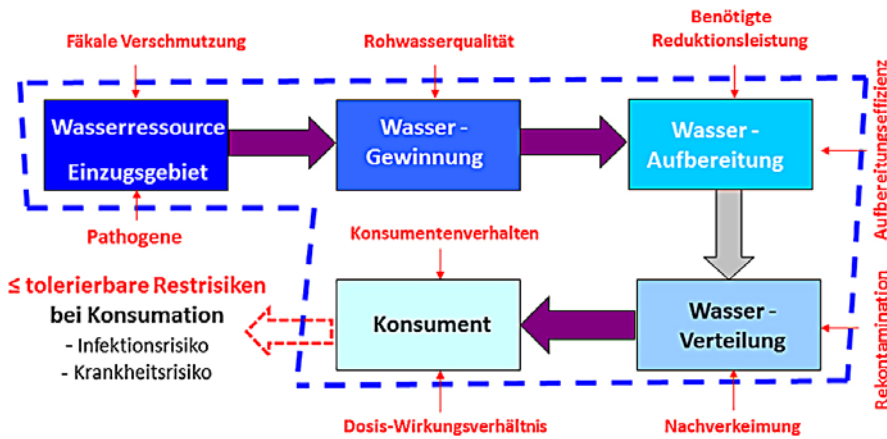 Fäkale Verschmutzung
Rohwasserqualität
Benötigte
Reduktionsleistung
Wasserressource
Einzugsgebiet
Wasser -
Gewinnung
Wasser -
Aufbereitung
Aufbereitungseffizienz
Pathogene
Konsumentenverhalten
≤ tolerierbare Restrisiken
bei Konsumation
- Infektionsrisiko
- Krankheitsrisiko
Konsument
Wasser -
Verteilung
Rekontamination
Dosis-Wirkungsverhältnis
Nachverkeimung